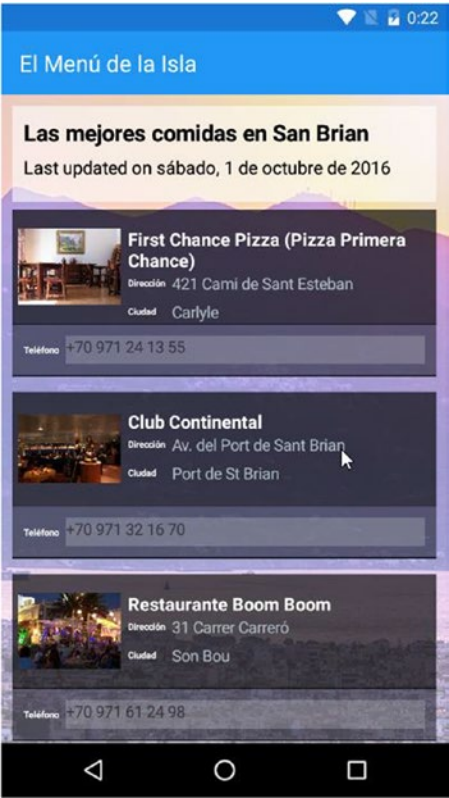 0:22
El Menú de la Isla
Las mejores comidas en San Brian
Last updated on sábado, 1 de octubre de 2016
First Chance Pizza (Pizza Primera
Chance)
Dirección 421 Cami de Sant Esteban
Ciudad Carlyle
Teléfono +70 971 24 13 55
Club Continental
Dirección Av. del Port de Sant Brian
Ciudad Port de St Brian
Teléfono +70 971 32 16 70
Restaurante Boom Boom
Dirección 31 Carrer Carreró
Ciudad Son Bou
Teléfono +70 971 61 24 98